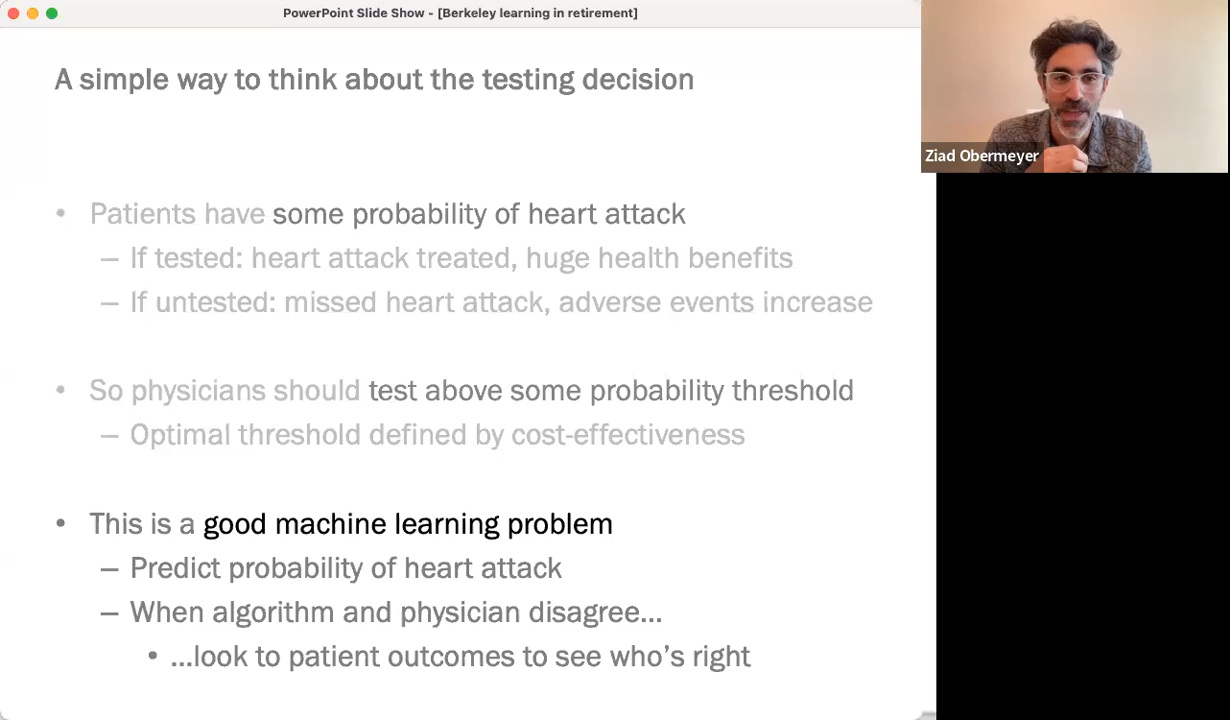 PowerPoint Slide Show - [Berkeley learning in retirement]
A simple way to think about the testing decision
Ziad Obermeyer
• Patients have some probability of heart attack
– If tested: heart attack treated, huge health benefits
– If untested: missed heart attack, adverse events increase
• So physicians should test above some probability threshold
– Optimal threshold defined by cost-effectiveness
• This is a good machine learning problem
– Predict probability of heart attack
– When algorithm and physician disagree...
• ...look to patient outcomes to see who's right